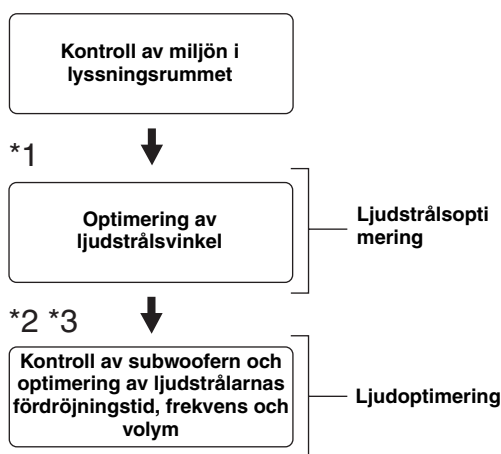 Kontroll av miljön i
lyssningsrummet
*1
Optimering av
ljudstrålsvinkel
Ljudstrålsopti
mering
*2 *3
Kontroll av subwoofern och
optimering av ljudstrålarnas
fördröjningstid, frekvens och
volym
Ljudoptimering